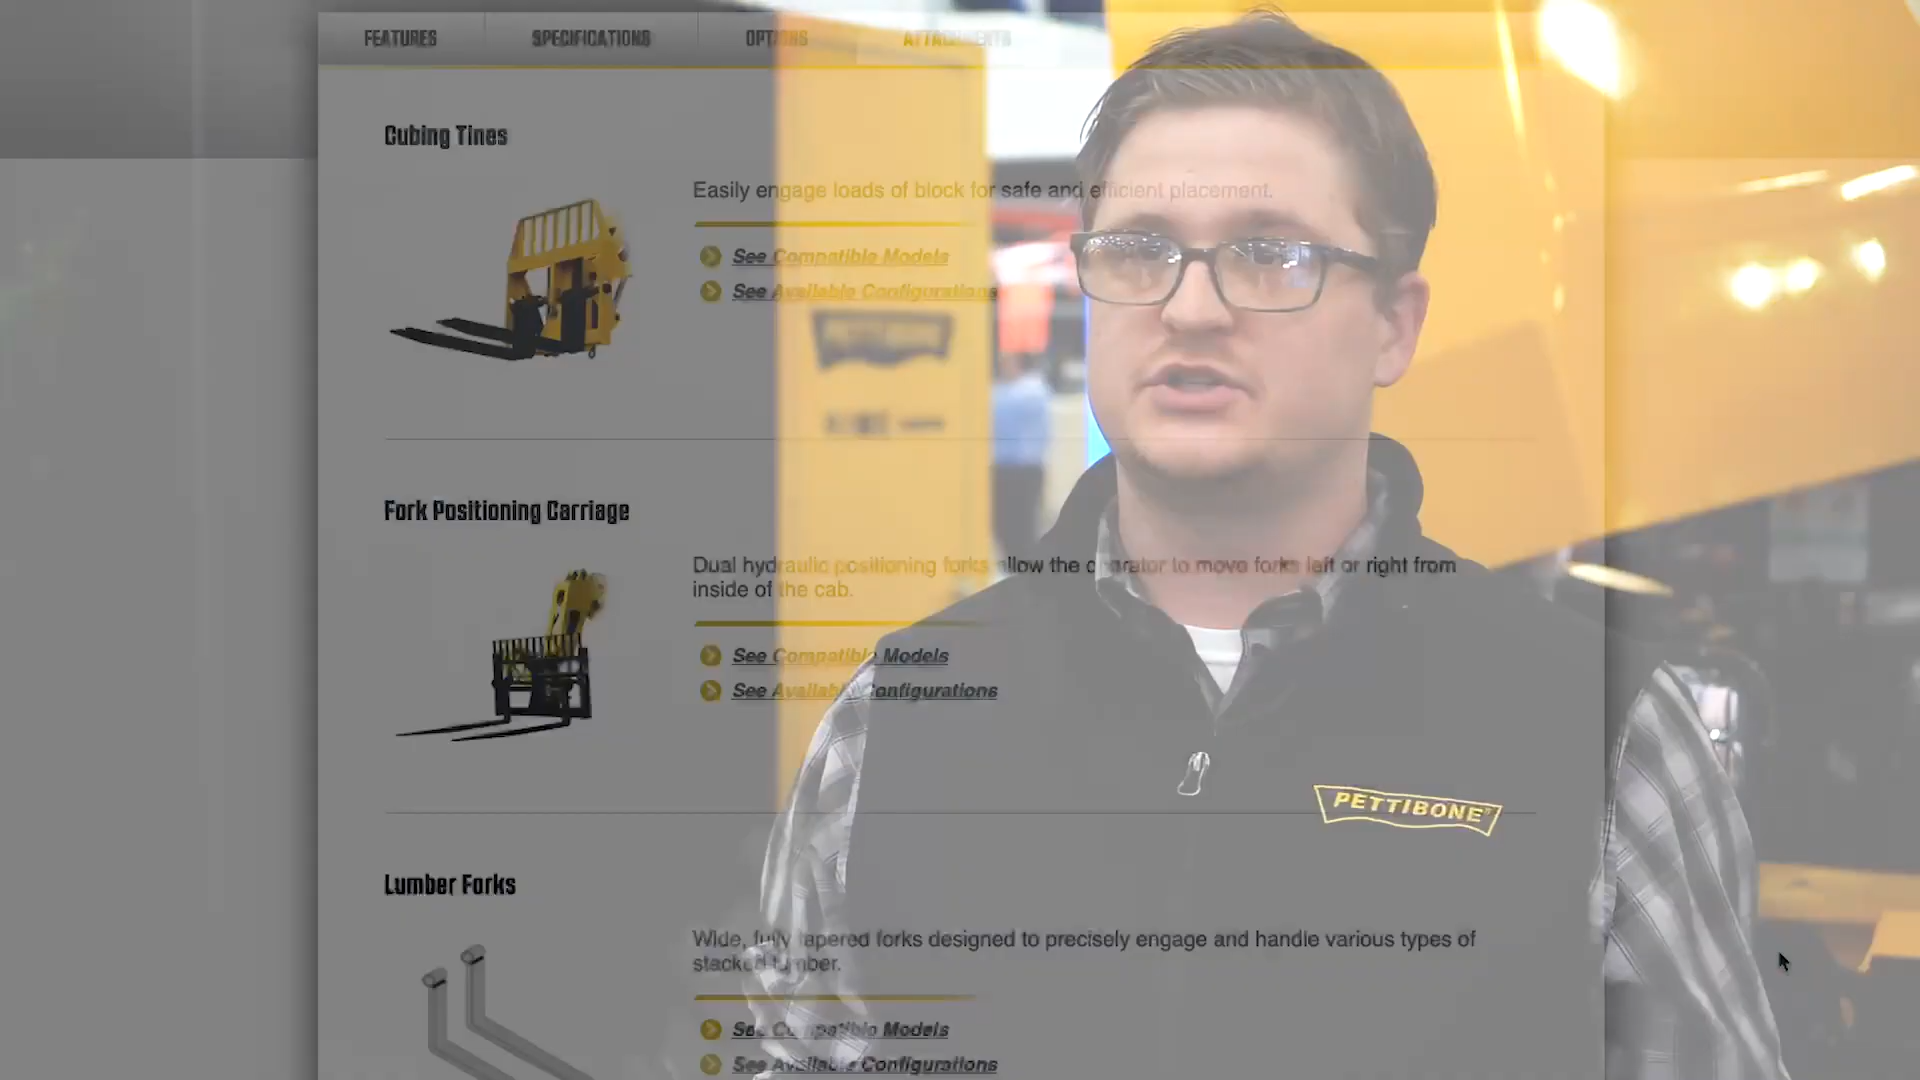 FEATURES
SPECIFICATIONS
OPTIONS
ATTACHMENTS
Cubing Tines
Easily engage loads of block for safe and efficient placement.
See Compatible Models
See Available Configurations
PETTIBONE
Fork Positioning Carriage
Dual hydraulic positioning forks allow the operator to move forks left or right from
inside of the cab.
See Compatible Models
See Available Configurations
PETTIBONE
Lumber Forks
Wide, fully tapered forks designed to precisely engage and handle various types of
stacked lumber.
See Compatible Models
See Available Configurations